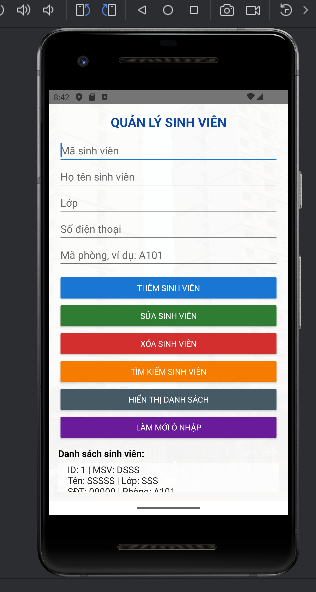 8:42
QUẢN LÝ SINH VIÊN
Mã sinh viên
Họ tên sinh viên
Lớp
Số điện thoại
Mã phòng, ví dụ: A101
THÊM SINH VIÊN
SỬA SINH VIÊN
XÓA SINH VIÊN
TÌM KIẾM SINH VIÊN
HIỂN THỊ DANH SÁCH
LÀM MỚI Ô NHẬP
Danh sách sinh viên:
ID: 1 | MSV: DSSS
Tên: SSSSS | Lớp: SSS
SĐT: 00000 | Phòng: A101